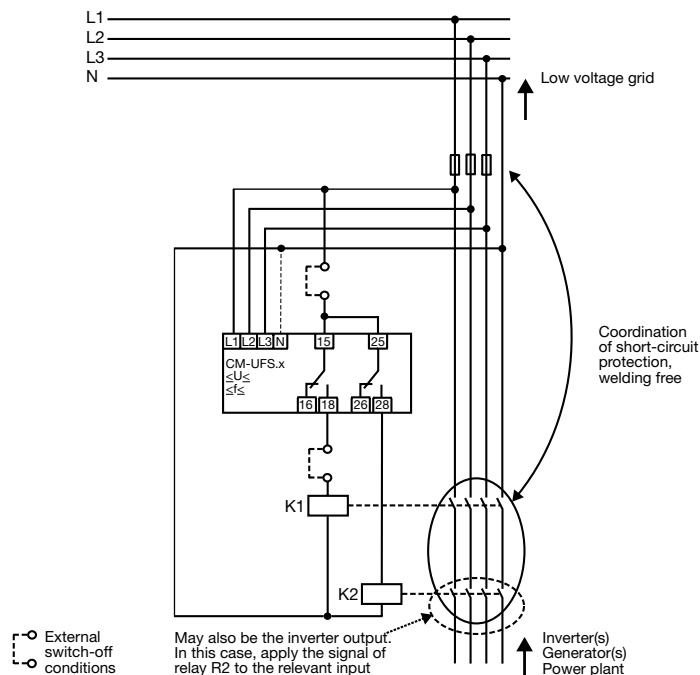 L1
L2
L3
N
Low voltage grid
L1 L2 L3 N 15 25
CM-UFS.x
≤U≤
≤f≤
16 18 26 28
Coordination
of short-circuit
protection,
welding free
K1
K2
External
switch-off
conditions
May also be the inverter output.
In this case, apply the signal of
relay R2 to the relevant input
Inverter(s)
Generator(s)
Power plant